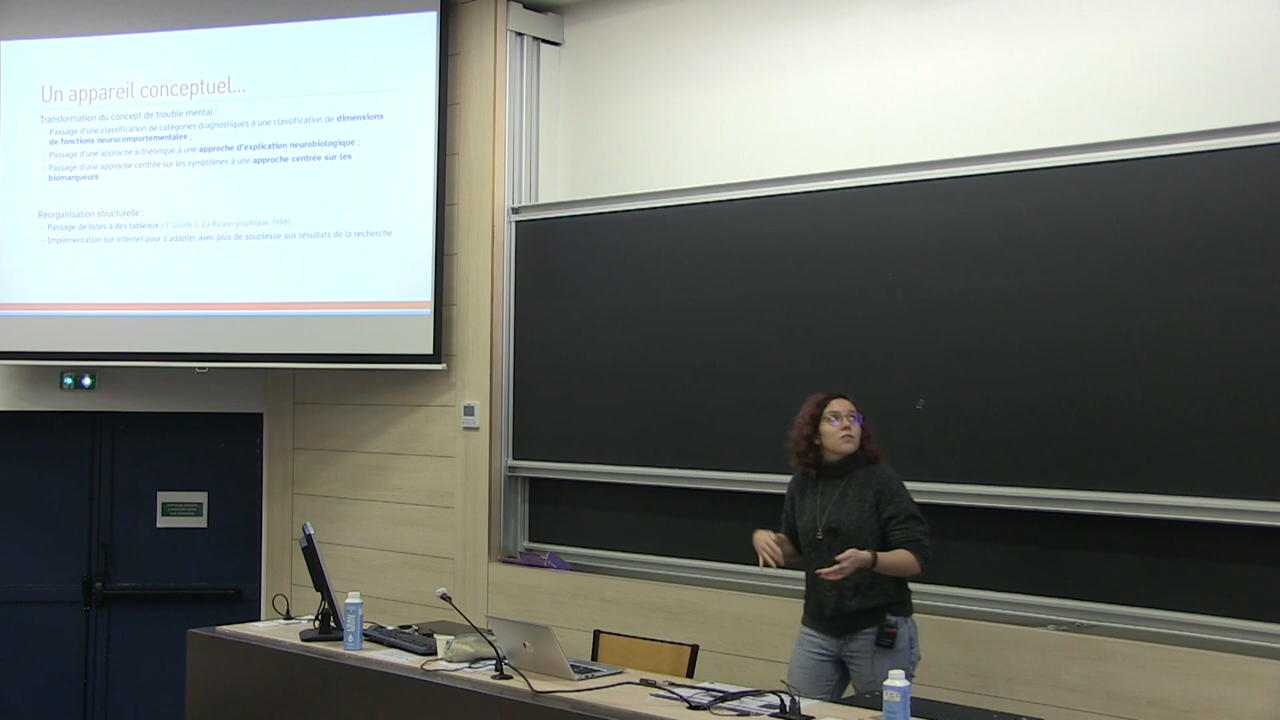 Un appareil conceptuel...
Transformation du concept de trouble mental :
- Passage d'une classification de catégories diagnostiques à une classification de dimensions
de fonctions neurocomportementales ;
- Passage d'une approche a-théorique à une approche d'explication neurobiologique ;
- Passage d'une approche centrée sur les symptômes à une approche centrée sur les
biomarqueurs
Réorganisation structurelle :
- Passage de listes à des tableaux (cf. Goody J., La Raison graphique, 1998)
- Implémentation sur internet pour s'adapter avec plus de souplesse aux résultats de la recherche